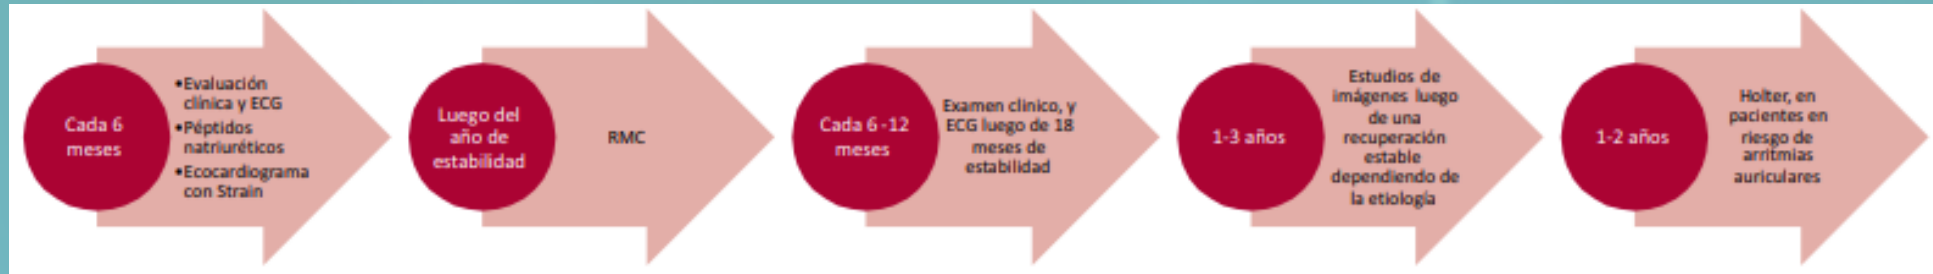 Cada 6
meses
•Evaluación
clínica y ECG
•Péptidos
natriuréticos
•Ecocardiograma
con Strain
Luego del
año de
estabilidad
RMC
Cada 6 -12
meses
Examen clinico, y
ECG luego de 18
meses de
estabilidad
1-3 años
Estudios de
imágenes luego
de una
recuperación
estable
dependiendo de
la etiología
1-2 años
Holter, en
pacientes en
riesgo de
arritmias
auriculares